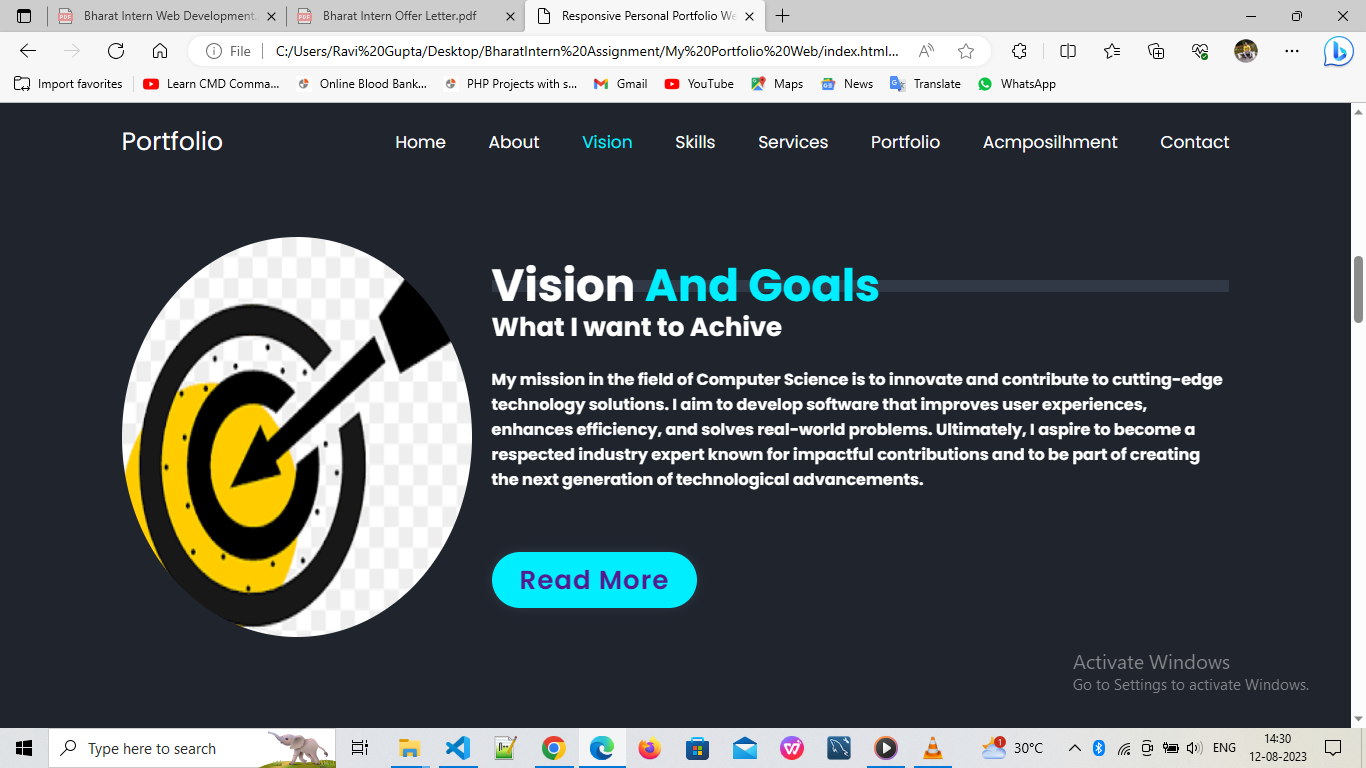 Bharat Intern Web Development.
Bharat Intern Offer Letter.pdf
Responsive Personal Portfolio We
File
C:/Users/Ravi%20Gupta/Desktop/BharatIntern%20Assignment/My%20Portfolio%20Web/index.html...
Import favorites
Learn CMD Comma...
Online Blood Bank...
PHP Projects with s...
Gmail
YouTube
Maps
News
Translate
WhatsApp
Portfolio
Home
About
Vision
Skills
Services
Portfolio
Acmposilhment
Contact
Vision And Goals
What I want to Achive
My mission in the field of Computer Science is to innovate and contribute to cutting-edge
technology solutions. I aim to develop software that improves user experiences,
enhances efficiency, and solves real-world problems. Ultimately, I aspire to become a
respected industry expert known for impactful contributions and to be part of creating
the next generation of technological advancements.
Read More
Activate Windows
Go to Settings to activate Windows.
Type here to search
30°C
ENG
14:30
12-08-2023